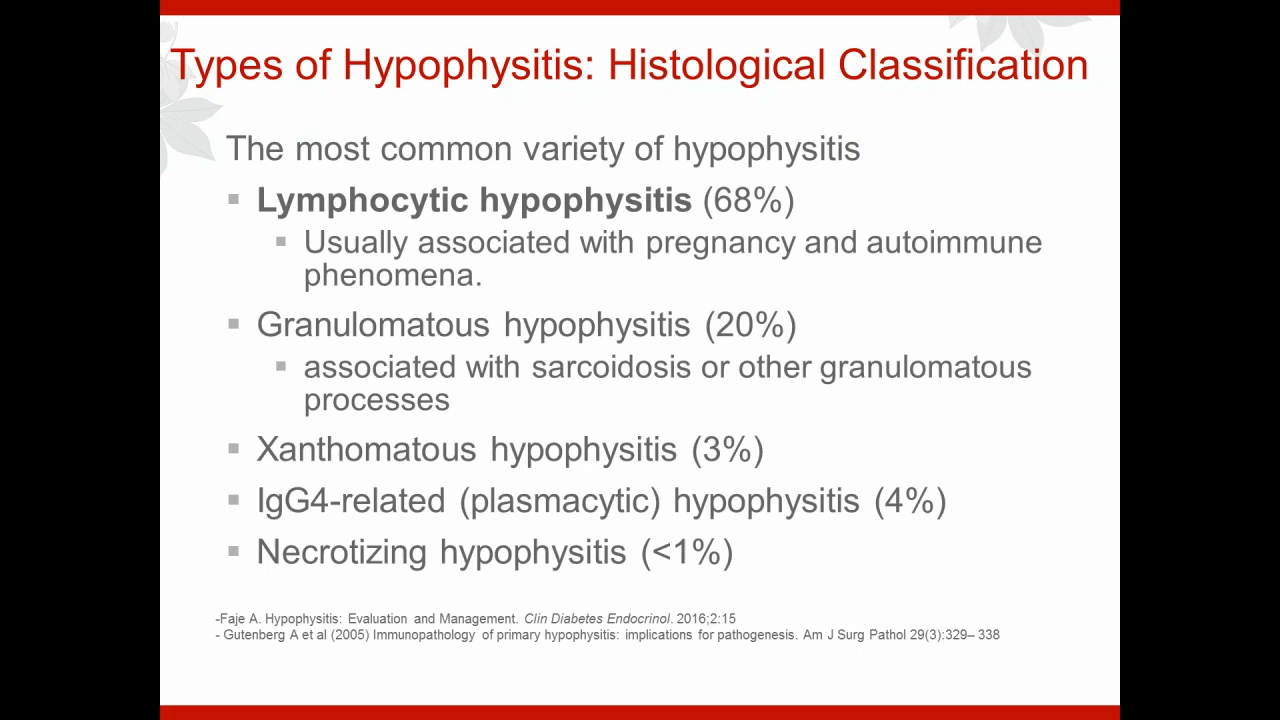 Types of Hypophysitis: Histological Classification
The most common variety of hypophysitis
▪ Lymphocytic hypophysitis (68%)
▪ Usually associated with pregnancy and autoimmune
phenomena.
▪ Granulomatous hypophysitis (20%)
▪ associated with sarcoidosis or other granulomatous
processes
▪ Xanthomatous hypophysitis (3%)
▪ IgG4-related (plasmacytic) hypophysitis (4%)
▪ Necrotizing hypophysitis (<1%)
-Faje A. Hypophysitis: Evaluation and Management. Clin Diabetes Endocrinol. 2016;2:15
- Gutenberg A et al (2005) Immunopathology of primary hypophysitis: implications for pathogenesis. Am J Surg Pathol 29(3):329– 338